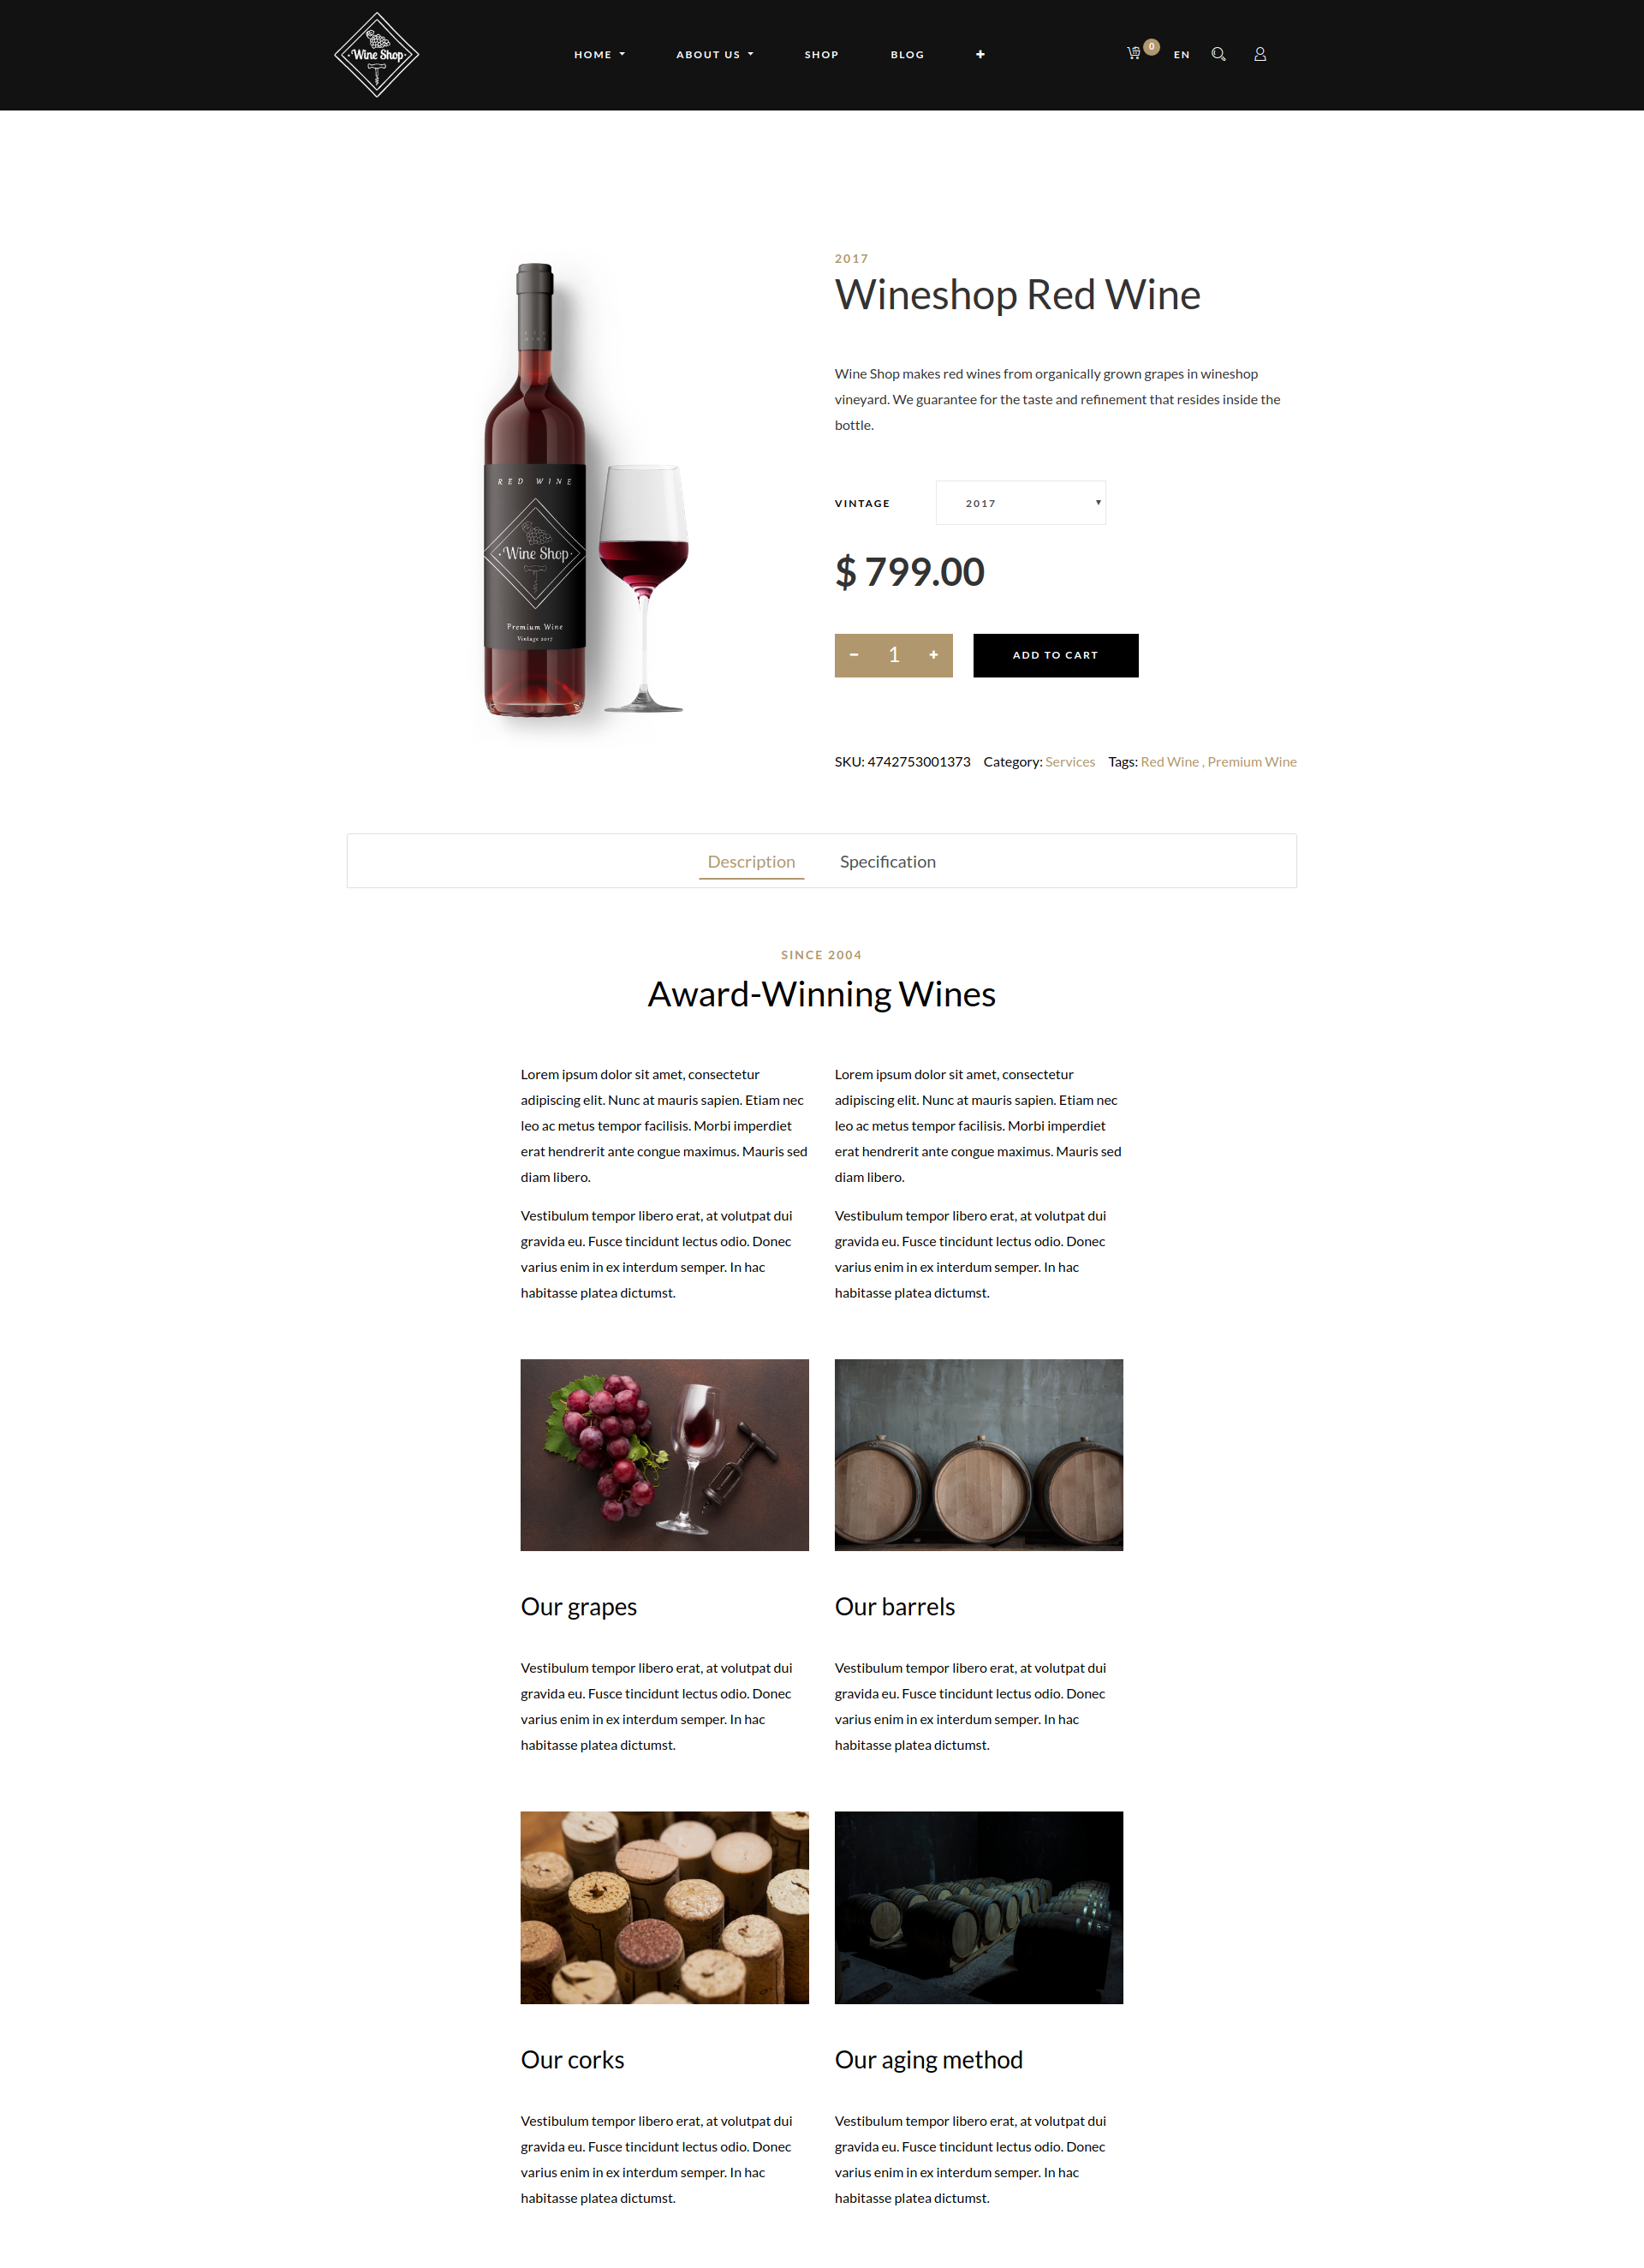 Wine Shop
HOME
ABOUT US
SHOP
BLOG
0
EN
2017
Wineshop Red Wine
Wine Shop makes red wines from organically grown grapes in wineshop
vineyard. We guarantee for the taste and refinement that resides inside the
bottle.
RED WINE
Wine Shop
Premium Wine
Vintage 2017
VINTAGE
2017
$ 799.00
1
ADD TO CART
SKU: 4742753001373 Category: Services Tags: Red Wine , Premium Wine
Description
Specification
SINCE 2004
Award-Winning Wines
Lorem ipsum dolor sit amet, consectetur
adipiscing elit. Nunc at mauris sapien. Etiam nec
leo ac metus tempor facilisis. Morbi imperdiet
erat hendrerit ante congue maximus. Mauris sed
diam libero.
Vestibulum tempor libero erat, at volutpat dui
gravida eu. Fusce tincidunt lectus odio. Donec
varius enim in ex interdum semper. In hac
habitasse platea dictumst.
Lorem ipsum dolor sit amet, consectetur
adipiscing elit. Nunc at mauris sapien. Etiam nec
leo ac metus tempor facilisis. Morbi imperdiet
erat hendrerit ante congue maximus. Mauris sed
diam libero.
Vestibulum tempor libero erat, at volutpat dui
gravida eu. Fusce tincidunt lectus odio. Donec
varius enim in ex interdum semper. In hac
habitasse platea dictumst.
Our grapes
Vestibulum tempor libero erat, at volutpat dui
gravida eu. Fusce tincidunt lectus odio. Donec
varius enim in ex interdum semper. In hac
habitasse platea dictumst.
Our barrels
Vestibulum tempor libero erat, at volutpat dui
gravida eu. Fusce tincidunt lectus odio. Donec
varius enim in ex interdum semper. In hac
habitasse platea dictumst.
Our corks
Vestibulum tempor libero erat, at volutpat dui
gravida eu. Fusce tincidunt lectus odio. Donec
varius enim in ex interdum semper. In hac
habitasse platea dictumst.
Our aging method
Vestibulum tempor libero erat, at volutpat dui
gravida eu. Fusce tincidunt lectus odio. Donec
varius enim in ex interdum semper. In hac
habitasse platea dictumst.